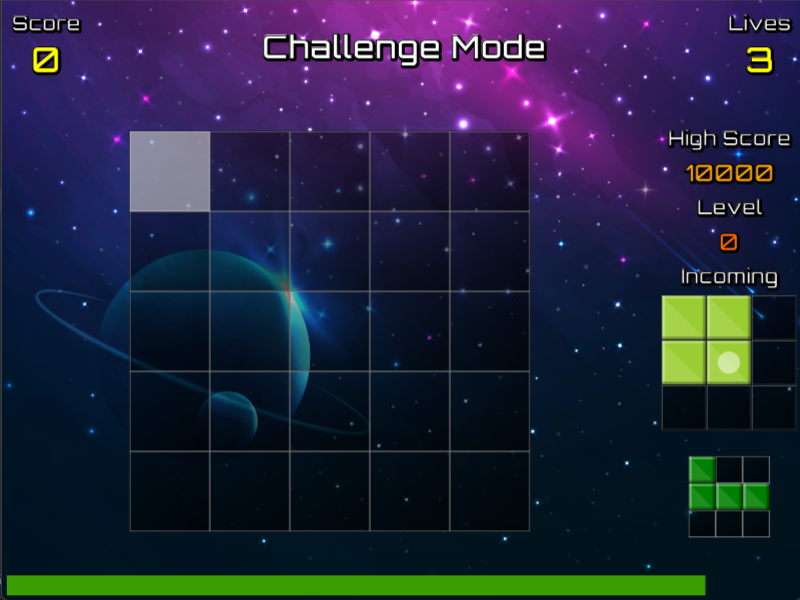 Score
0
Challenge Mode
Lives
3
High Score
10000
Level
0
Incoming